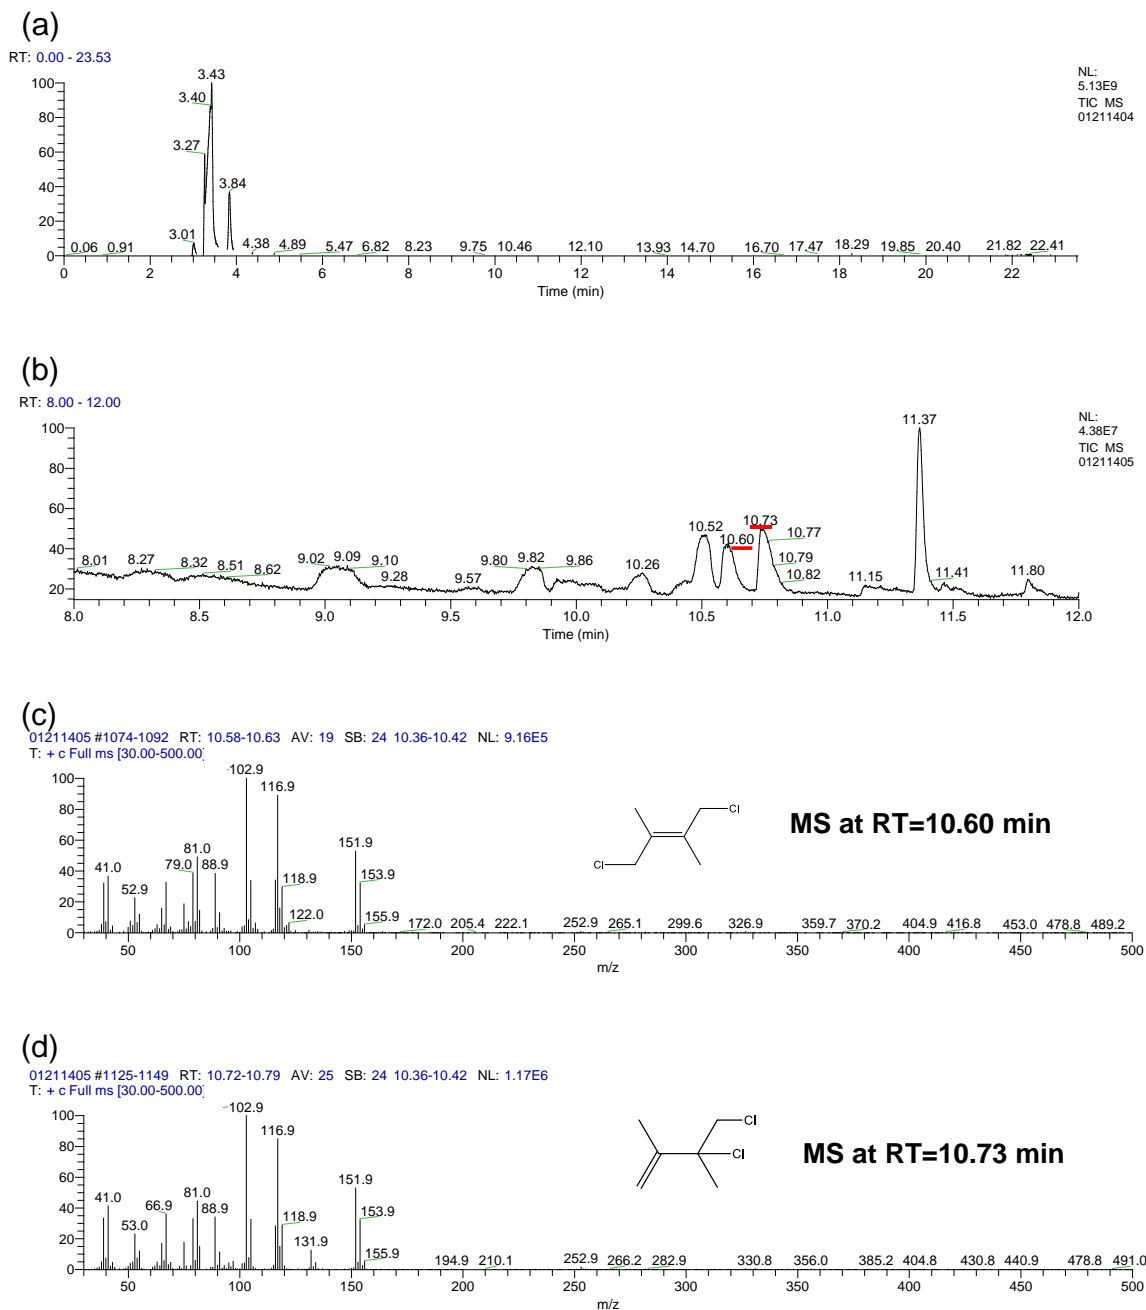 (a)
RT: 0.00 - 23.53
NL:
5.13E9
TIC MS
01211404
100
80
60
40
20
0
3.43
3.40
3.27
3.84
3.01
0.06 0.91 4.38 4.89 5.47 6.82 8.23 9.75 10.46 12.10 13.93 14.70 16.70 17.47 18.29 19.85 20.40 21.82 22.41
0 2 4 6 8 10 12 14 16 18 20 22
Time (min)
(b)
RT: 8.00 - 12.00
NL:
4.38E7
TIC MS
01211405
100
80
60
40
20
11.37
10.73
10.52 10.60 10.77
8.01 8.27 8.32 8.51 8.62 9.02 9.09 9.10 9.28 9.57 9.80 9.82 9.86 10.26 10.79
10.82 11.15 11.41 11.80
8.0 8.5 9.0 9.5 10.0 10.5 11.0 11.5 12.0
Time (min)
(c)
01211405 #1074-1092 RT: 10.58-10.63 AV: 19 SB: 24 10.36-10.42 NL: 9.16E5
T: + c Full ms [30.00-500.00]
100
80
60
40
20
0
102.9
116.9
151.9
81.0
79.0 88.9
41.0
52.9
118.9
153.9
122.0
155.9 172.0 205.4 222.1 252.9 265.1 299.6 326.9 359.7 370.2 404.9 416.8 453.0 478.8 489.2
Cl
Cl
MS at RT=10.60 min
50 100 150 200 250 300 350 400 450 500
m/z
(d)
01211405 #1125-1149 RT: 10.72-10.79 AV: 25 SB: 24 10.36-10.42 NL: 1.17E6
T: + c Full ms [30.00-500.00]
100
80
60
40
20
0
102.9
116.9
151.9
81.0
41.0 66.9 88.9
53.0
118.9
153.9
131.9
155.9 194.9 210.1 252.9 266.2 282.9 330.8 356.0 385.2 404.8 430.8 440.9 478.8 491.0
Cl
Cl
MS at RT=10.73 min
50 100 150 200 250 300 350 400 450 500
m/z